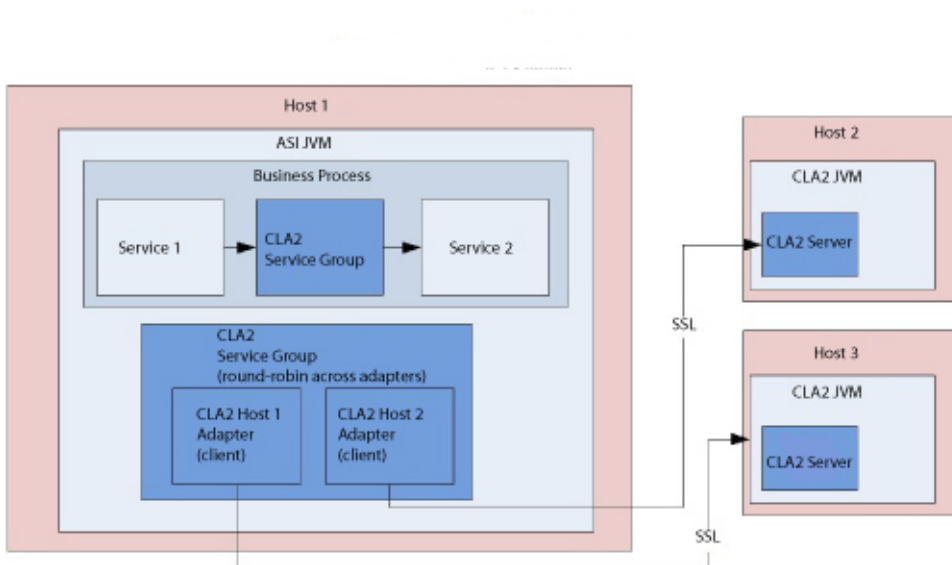 Host 1
ASI JVM
Business Process
Service 1
CLA2
Service Group
Service 2
CLA2
Service Group
(round-robin across adapters)
CLA2 Host 1
Adapter
(client)
CLA2 Host 2
Adapter
(client)
SSL
SSL
Host 2
CLA2 JVM
CLA2 Server
Host 3
CLA2 JVM
CLA2 Server